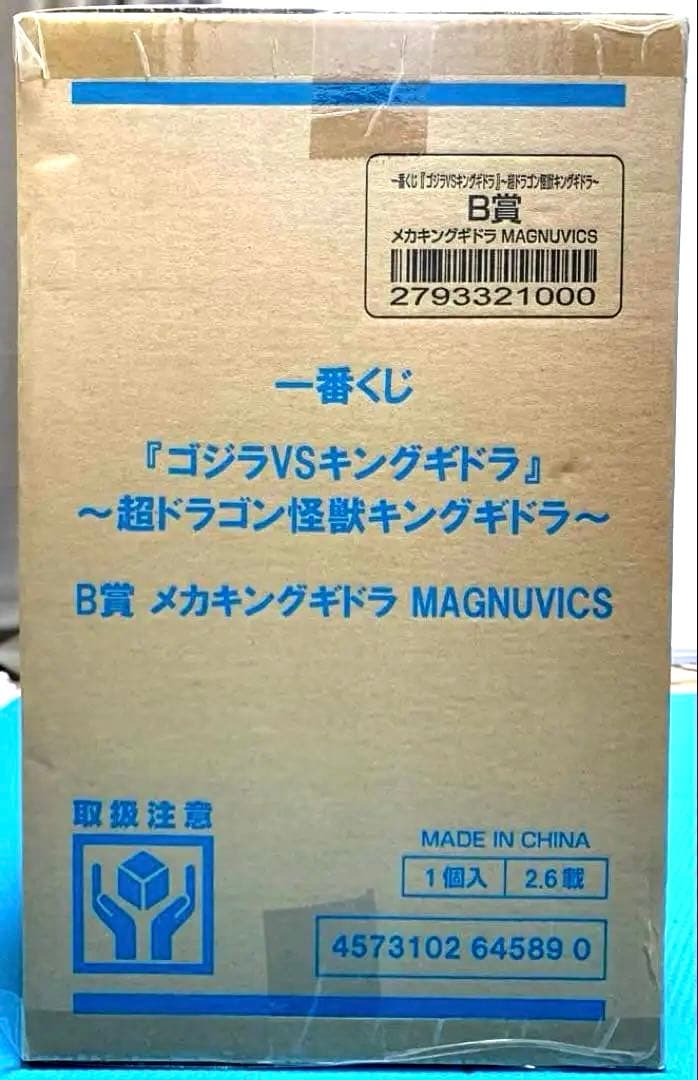 一番くじ『ゴジラVSキングギドラ』~超ドラゴン怪獣キングギドラ~
B賞
メカキングギドラ MAGNUVICS
2793321000
一番くじ
『ゴジラVSキングギドラ』
~超ドラゴン怪獣キングギドラ~
B賞 メカキングギドラ MAGNUVICS
取扱注意
MADE IN CHINA
1個入 2.6載
4573102 64589 0